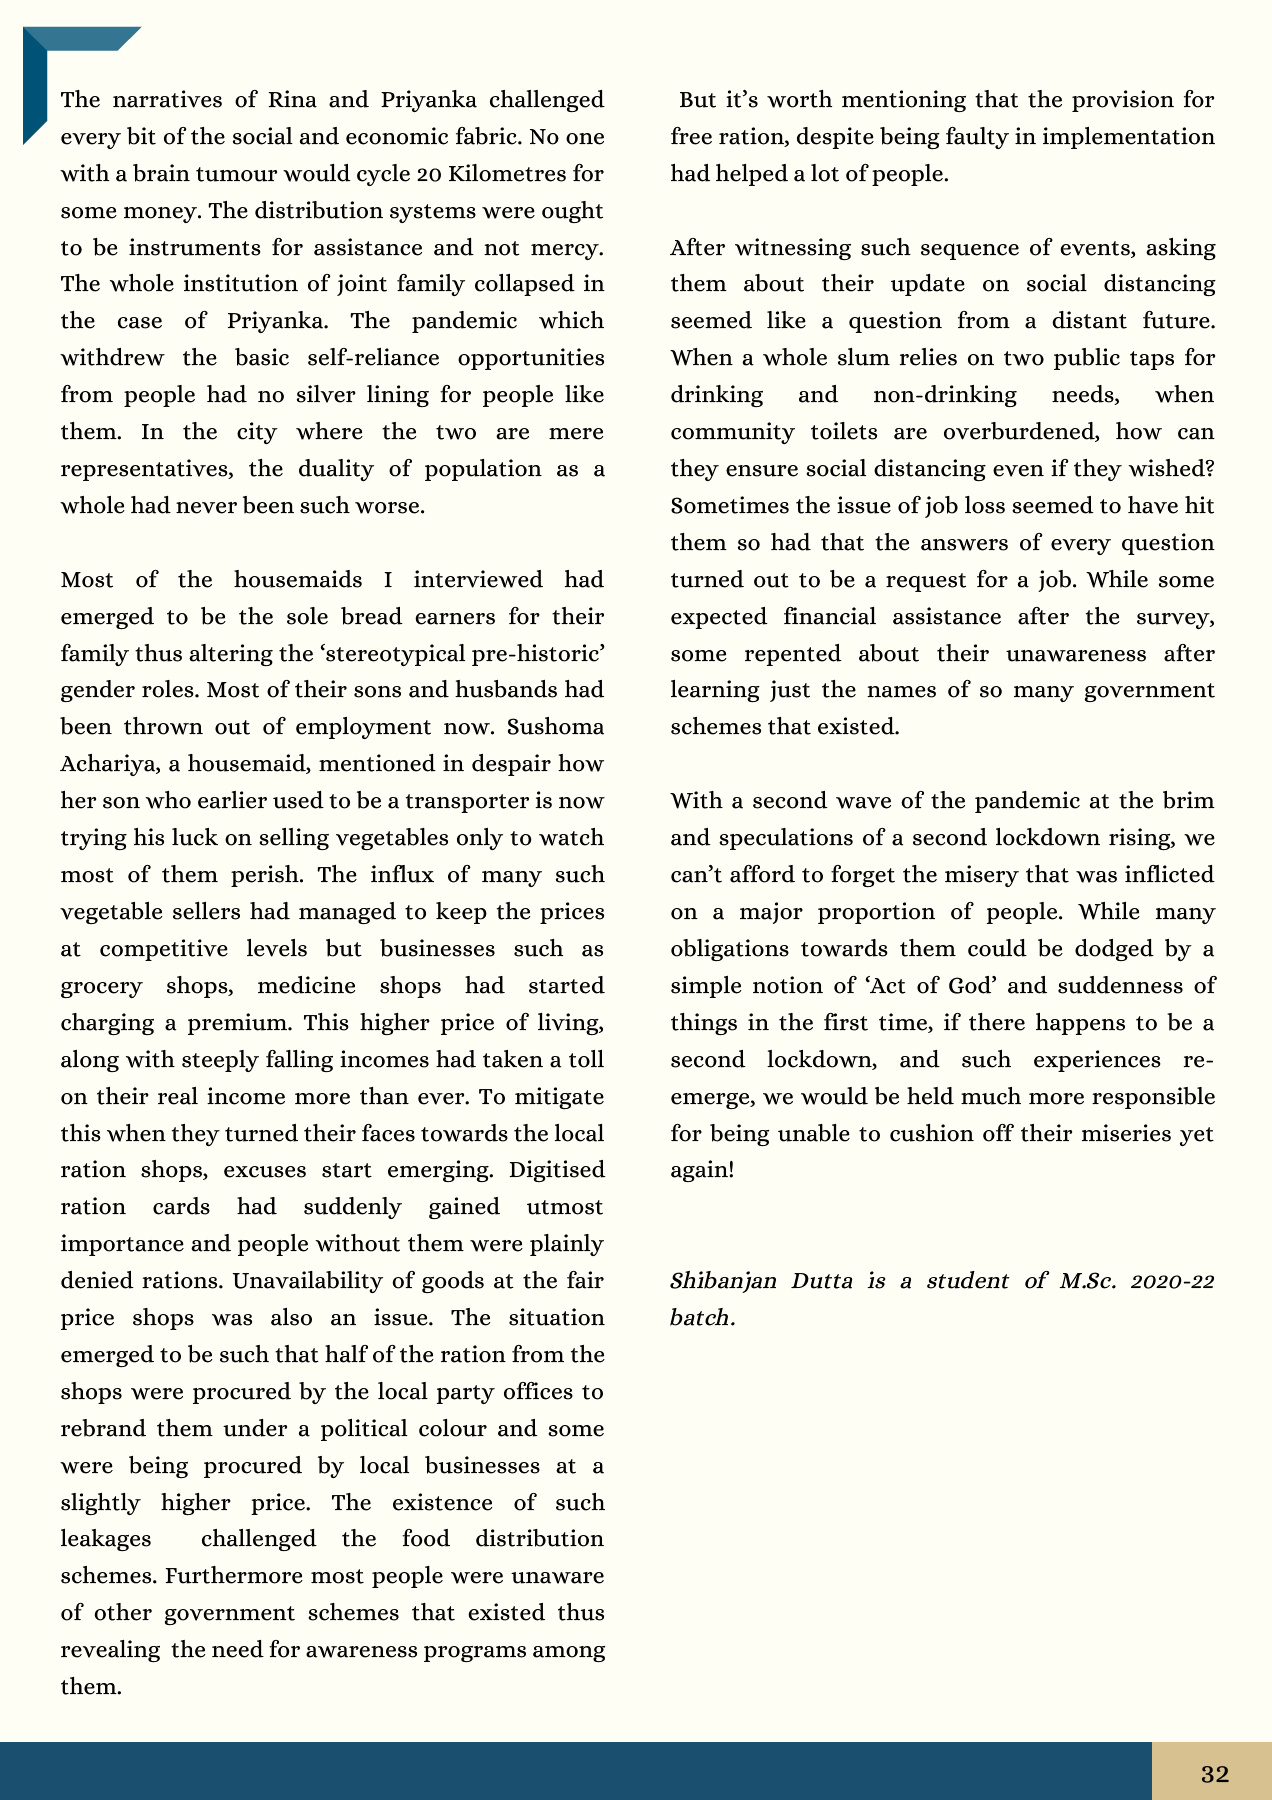 The narratives of Rina and Priyanka challenged
every bit of the social and economic fabric. No one
with a brain tumour would cycle 20 Kilometres for
some money. The distribution systems were ought
to be instruments for assistance and not mercy.
The whole institution of joint family collapsed in
the case of Priyanka. The pandemic which
withdrew the basic self-reliance opportunities
from people had no silver lining for people like
them. In the city where the two are mere
representatives, the duality of population as a
whole had never been such worse.
Most of the housemaids I interviewed had
emerged to be the sole bread earners for their
family thus altering the ‘stereotypical pre-historic’
gender roles. Most of their sons and husbands had
been thrown out of employment now. Sushoma
Achariya, a housemaid, mentioned in despair how
her son who earlier used to be a transporter is now
trying his luck on selling vegetables only to watch
most of them perish. The influx of many such
vegetable sellers had managed to keep the prices
at competitive levels but businesses such as
grocery shops, medicine shops had started
charging a premium. This higher price of living,
along with steeply falling incomes had taken a toll
on their real income more than ever. To mitigate
this when they turned their faces towards the local
ration shops, excuses start emerging. Digitised
ration cards had suddenly gained utmost
importance and people without them were plainly
denied rations. Unavailability of goods at the fair
price shops was also an issue. The situation
emerged to be such that half of the ration from the
shops were procured by the local party offices to
rebrand them under a political colour and some
were being procured by local businesses at a
slightly higher price. The existence of such
leakages challenged the food distribution
schemes. Furthermore most people were unaware
of other government schemes that existed thus
revealing the need for awareness programs among
them.
But it’s worth mentioning that the provision for
free ration, despite being faulty in implementation
had helped a lot of people.
After witnessing such sequence of events, asking
them about their update on social distancing
seemed like a question from a distant future.
When a whole slum relies on two public taps for
drinking and non-drinking needs, when
community toilets are overburdened, how can
they ensure social distancing even if they wished?
Sometimes the issue of job loss seemed to have hit
them so had that the answers of every question
turned out to be a request for a job. While some
expected financial assistance after the survey,
some repented about their unawareness after
learning just the names of so many government
schemes that existed.
With a second wave of the pandemic at the brim
and speculations of a second lockdown rising, we
can’t afford to forget the misery that was inflicted
on a major proportion of people. While many
obligations towards them could be dodged by a
simple notion of ‘Act of God’ and suddenness of
things in the first time, if there happens to be a
second lockdown, and such experiences re-
emerge, we would be held much more responsible
for being unable to cushion off their miseries yet
again!
Shibanjan Dutta is a student of M.Sc. 2020-22
batch.
32